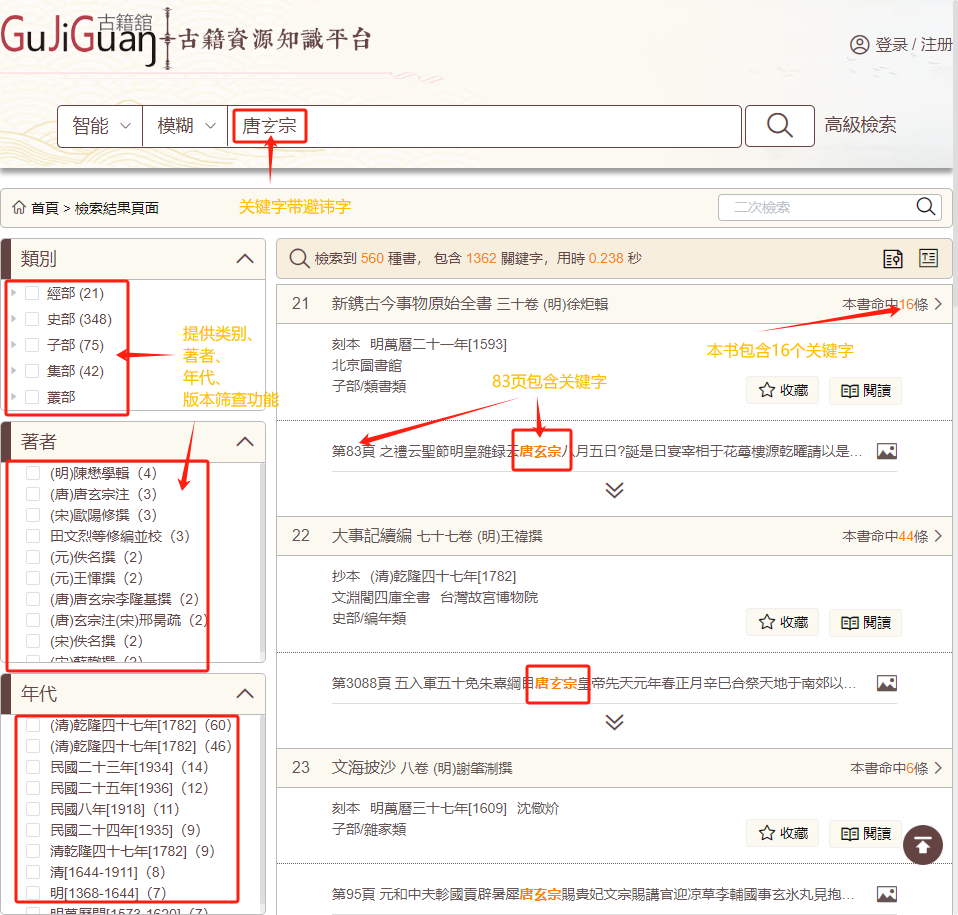 古籍舘
GuJiGuan
古籍資源知識平台
登录 / 注册
智能
模糊
唐玄宗
高級檢索
关键字带避讳字
首頁 > 檢索結果頁面
二次檢索
類別
經部 (21)
史部 (348)
子部 (75)
集部 (42)
叢部
提供类别、
著者、
年代、
版本筛查功能
著者
(明)陳懋學輯（4）
(唐)唐玄宗注（3）
(宋)歐陽修撰（3）
田文烈等修編並校（3）
(元)佚名撰（2）
(元)王惲撰（2）
(唐)唐玄宗李隆基撰（2）
(唐)玄宗注(宋)邢昺疏（2）
(宋)佚名撰（2）
年代
(清)乾隆四十七年[1782]（60）
(清)乾隆四十七年[1782]（46）
民國二十三年[1934]（14）
民國二十五年[1936]（12）
民國八年[1918]（11）
民國二十四年[1935]（9）
清乾隆四十七年[1782]（9）
清[1644-1911]（8）
明[1368-1644]（7）
檢索到 560 種書， 包含 1362 關鍵字，用時 0.238 秒
21 新鐫古今事物原始全書 三十卷 (明)徐炬輯
本書命中16條
刻本 明萬曆二十一年[1593]
北京圖書館
子部/類書類
本书包含16个关键字
83页包含关键字
收藏
閱讀
第83頁 之禮云聖節明皇雜録云唐玄宗八月五日?誕是日宴宰相于花萼樓源乾曜請以是…
22 大事記續編 七十七卷 (明)王禕撰
本書命中44條
抄本 (清)乾隆四十七年[1782]
文淵閣四庫全書 台灣故宮博物院
史部/编年類
收藏
閱讀
第3088頁 五入軍五十免朱熹綱目唐玄宗皇帝先天元年春正月辛巳合祭天地于南郊以…
23 文海披沙 八卷 (明)謝肇淛撰
本書命中6條
刻本 明萬曆三十七年[1609] 沈儆炌
子部/雜家類
收藏
閱讀
第95頁 元和中夫軫國貢辟暑犀唐玄宗賜貴妃文宗賜講官迎凉草李輔國事玄氷丸見抱…